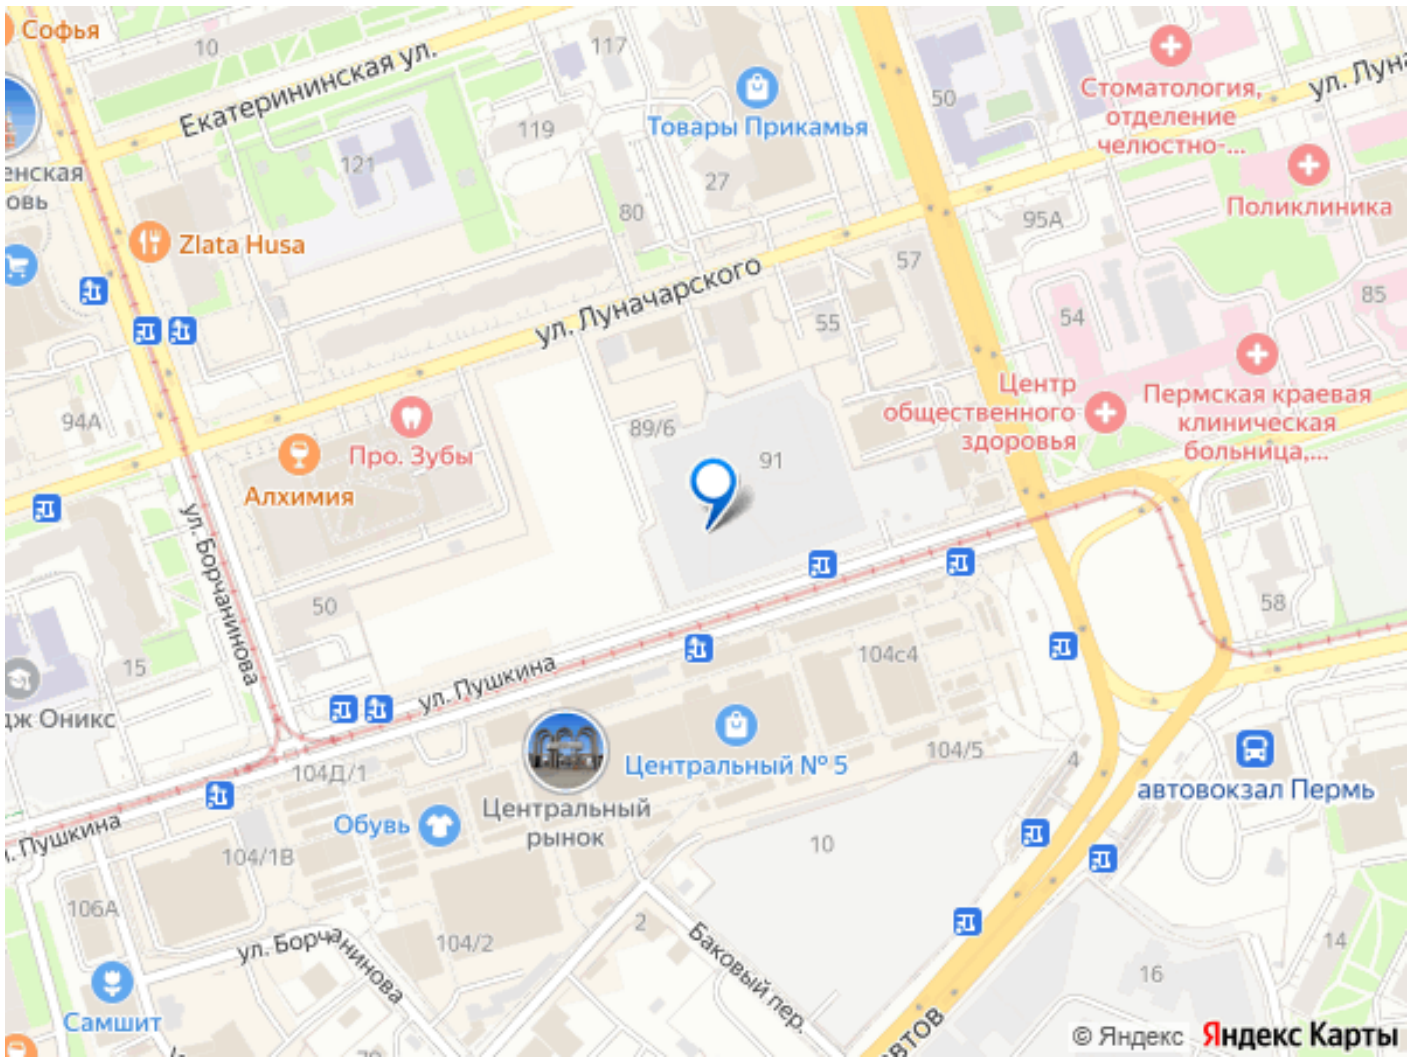 Софья
10
117
Екатерининская ул.
119
121
Товары Прикамья
27
80
50
Стоматология,
отделение
челюстно-...
Поликлиника
95А
Zlata Husa
57
ул. Луначарского
55
54
85
94А
Про. Зубы
Алхимия
89/6
91
Центр
общественного
здоровья
Пермская краевая
клиническая
больница,...
ул. Борчанинова
50
15
58
ул. Пушкина
104с4
104/5
4
104Д/1
Центральный № 5
автовокзал Пермь
Центральный
рынок
Обувь
10
Пушкина
104/1В
106А
2
104/2
ул. Борчанинова
Баковый пер.
14
16
Самшит
© Яндекс Яндекс Карты